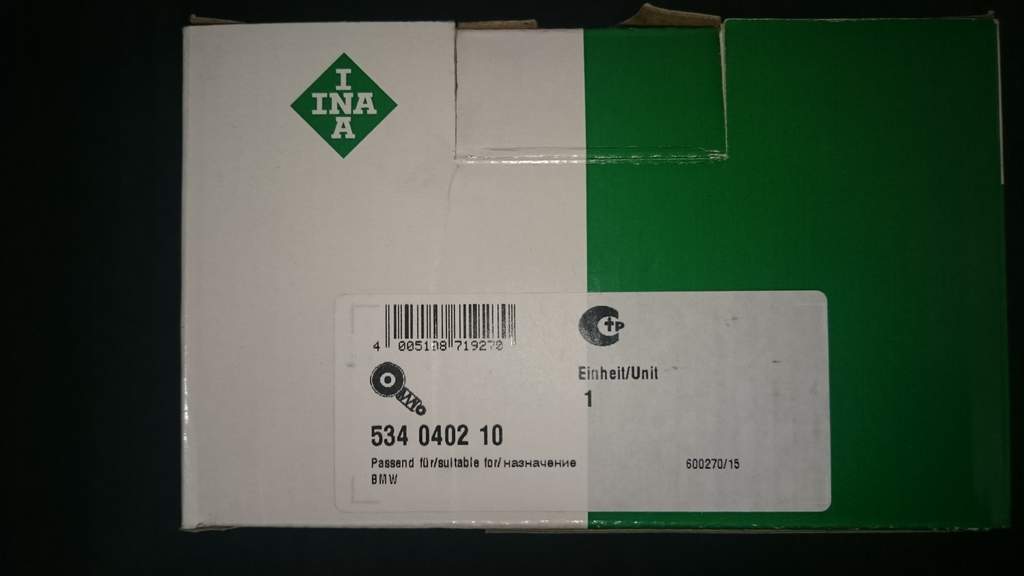 I
INA
A
4 005108 719270
Einheit/Unit
1
534 0402 10
Passend für/suitable for/назначение
BMW
600270/15